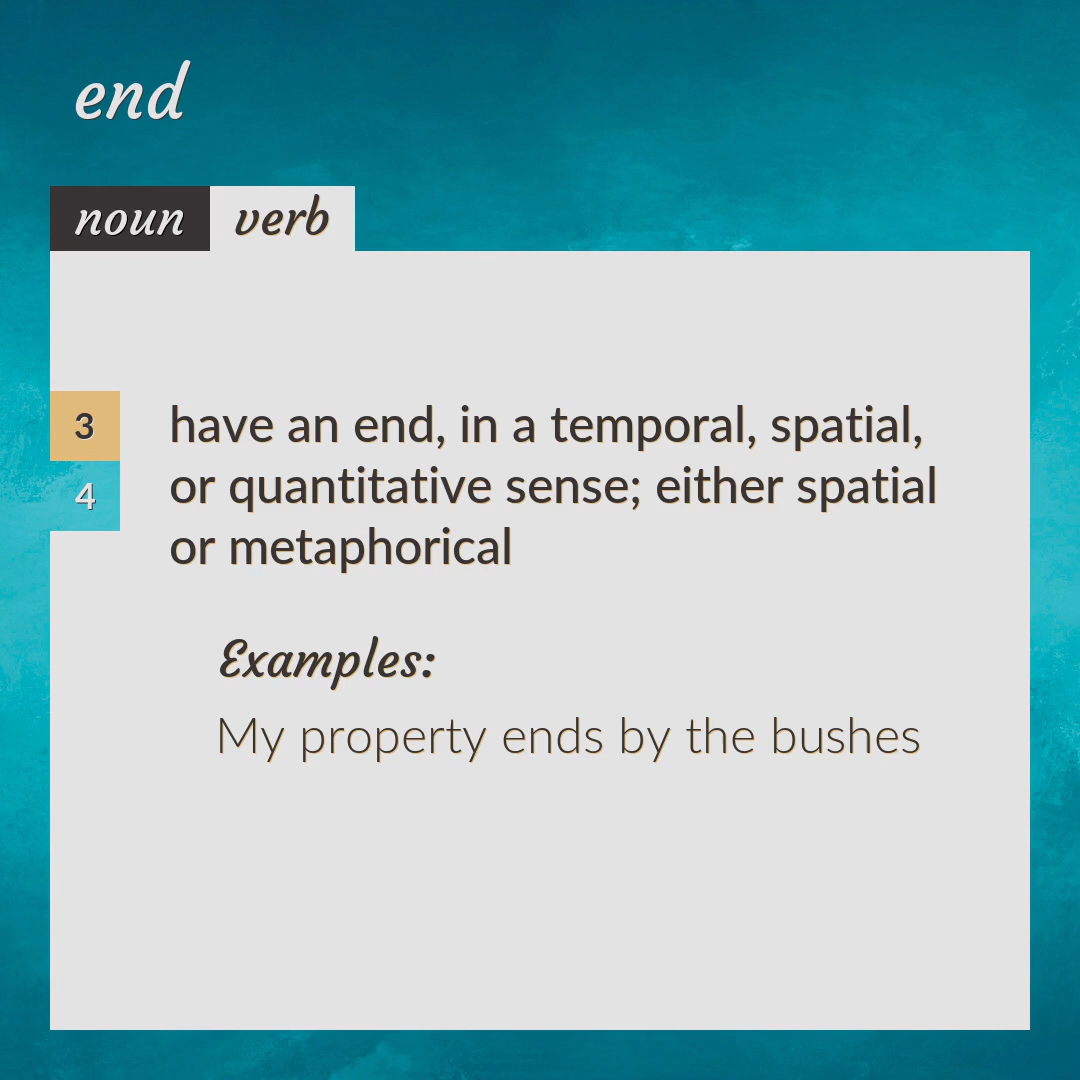 end
noun verb
3
4
have an end, in a temporal, spatial,
or quantitative sense; either spatial
or metaphorical
Examples:
My property ends by the bushes